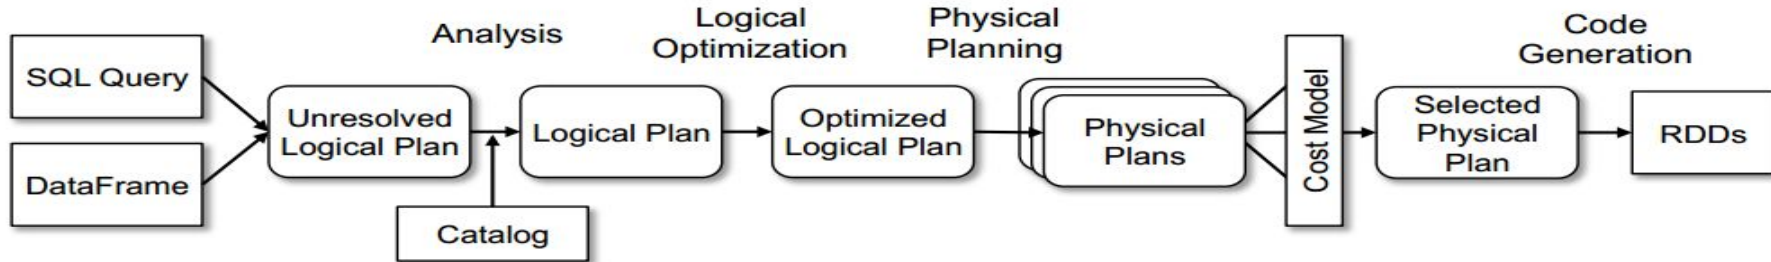 Analysis
Logical
Optimization
Physical
Planning
Code
Generation
SQL Query
DataFrame
Unresolved
Logical Plan
Catalog
Logical Plan
Optimized
Logical Plan
Physical
Plans
Cost Model
Selected
Physical
Plan
RDDs